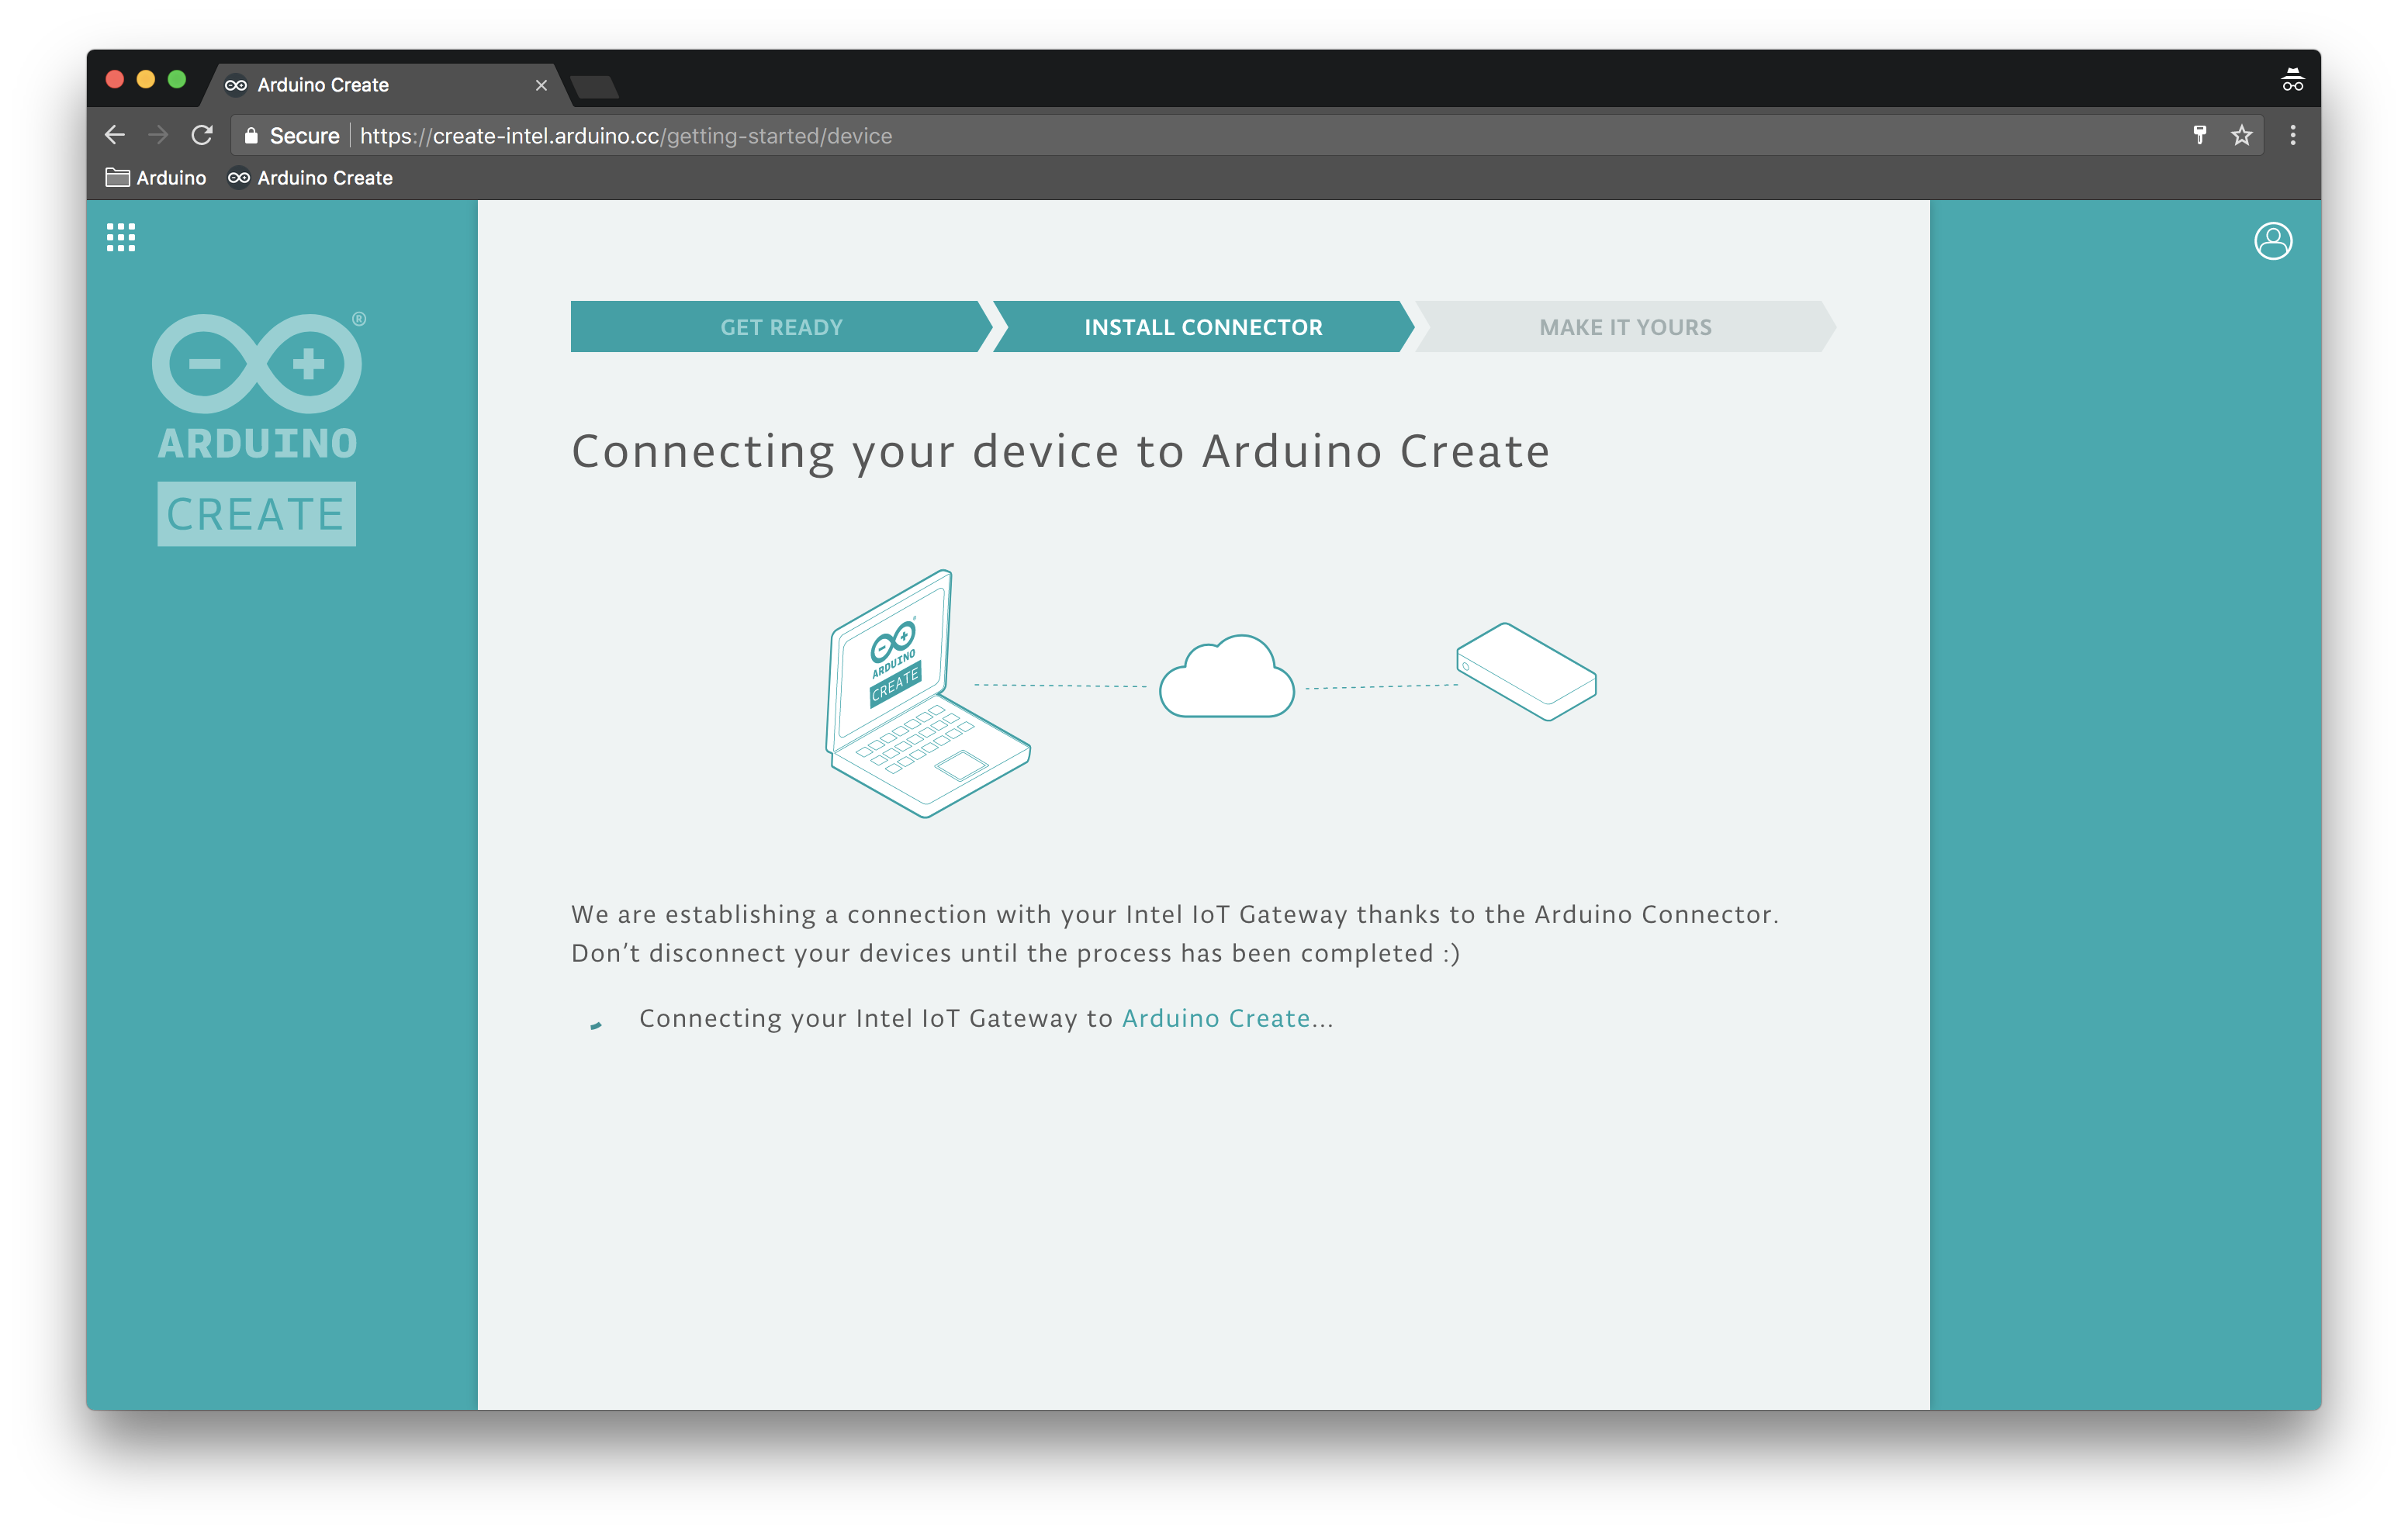 Arduino Create
Secure https://create-intel.arduino.cc/getting-started/device
Arduino Arduino Create
GET READY INSTALL CONNECTOR MAKE IT YOURS
®
ARDUINO
CREATE
Connecting your device to Arduino Create
ARDUINO
CREATE
We are establishing a connection with your Intel IoT Gateway thanks to the Arduino Connector.
Don’t disconnect your devices until the process has been completed :)
Connecting your Intel IoT Gateway to Arduino Create...